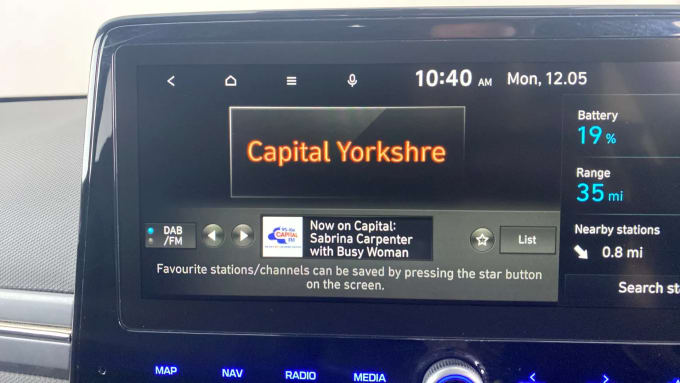 10:40 AM Mon, 12.05
Capital Yorkshre
Battery
19 %
Range
35 mi
DAB
/FM
CAPITAL
FM
Now on Capital:
Sabrina Carpenter
with Busy Woman
List
Nearby stations
0.8 mi
Favourite stations/channels can be saved by pressing the star button
on the screen.
Search st
MAP NAV RADIO MEDIA